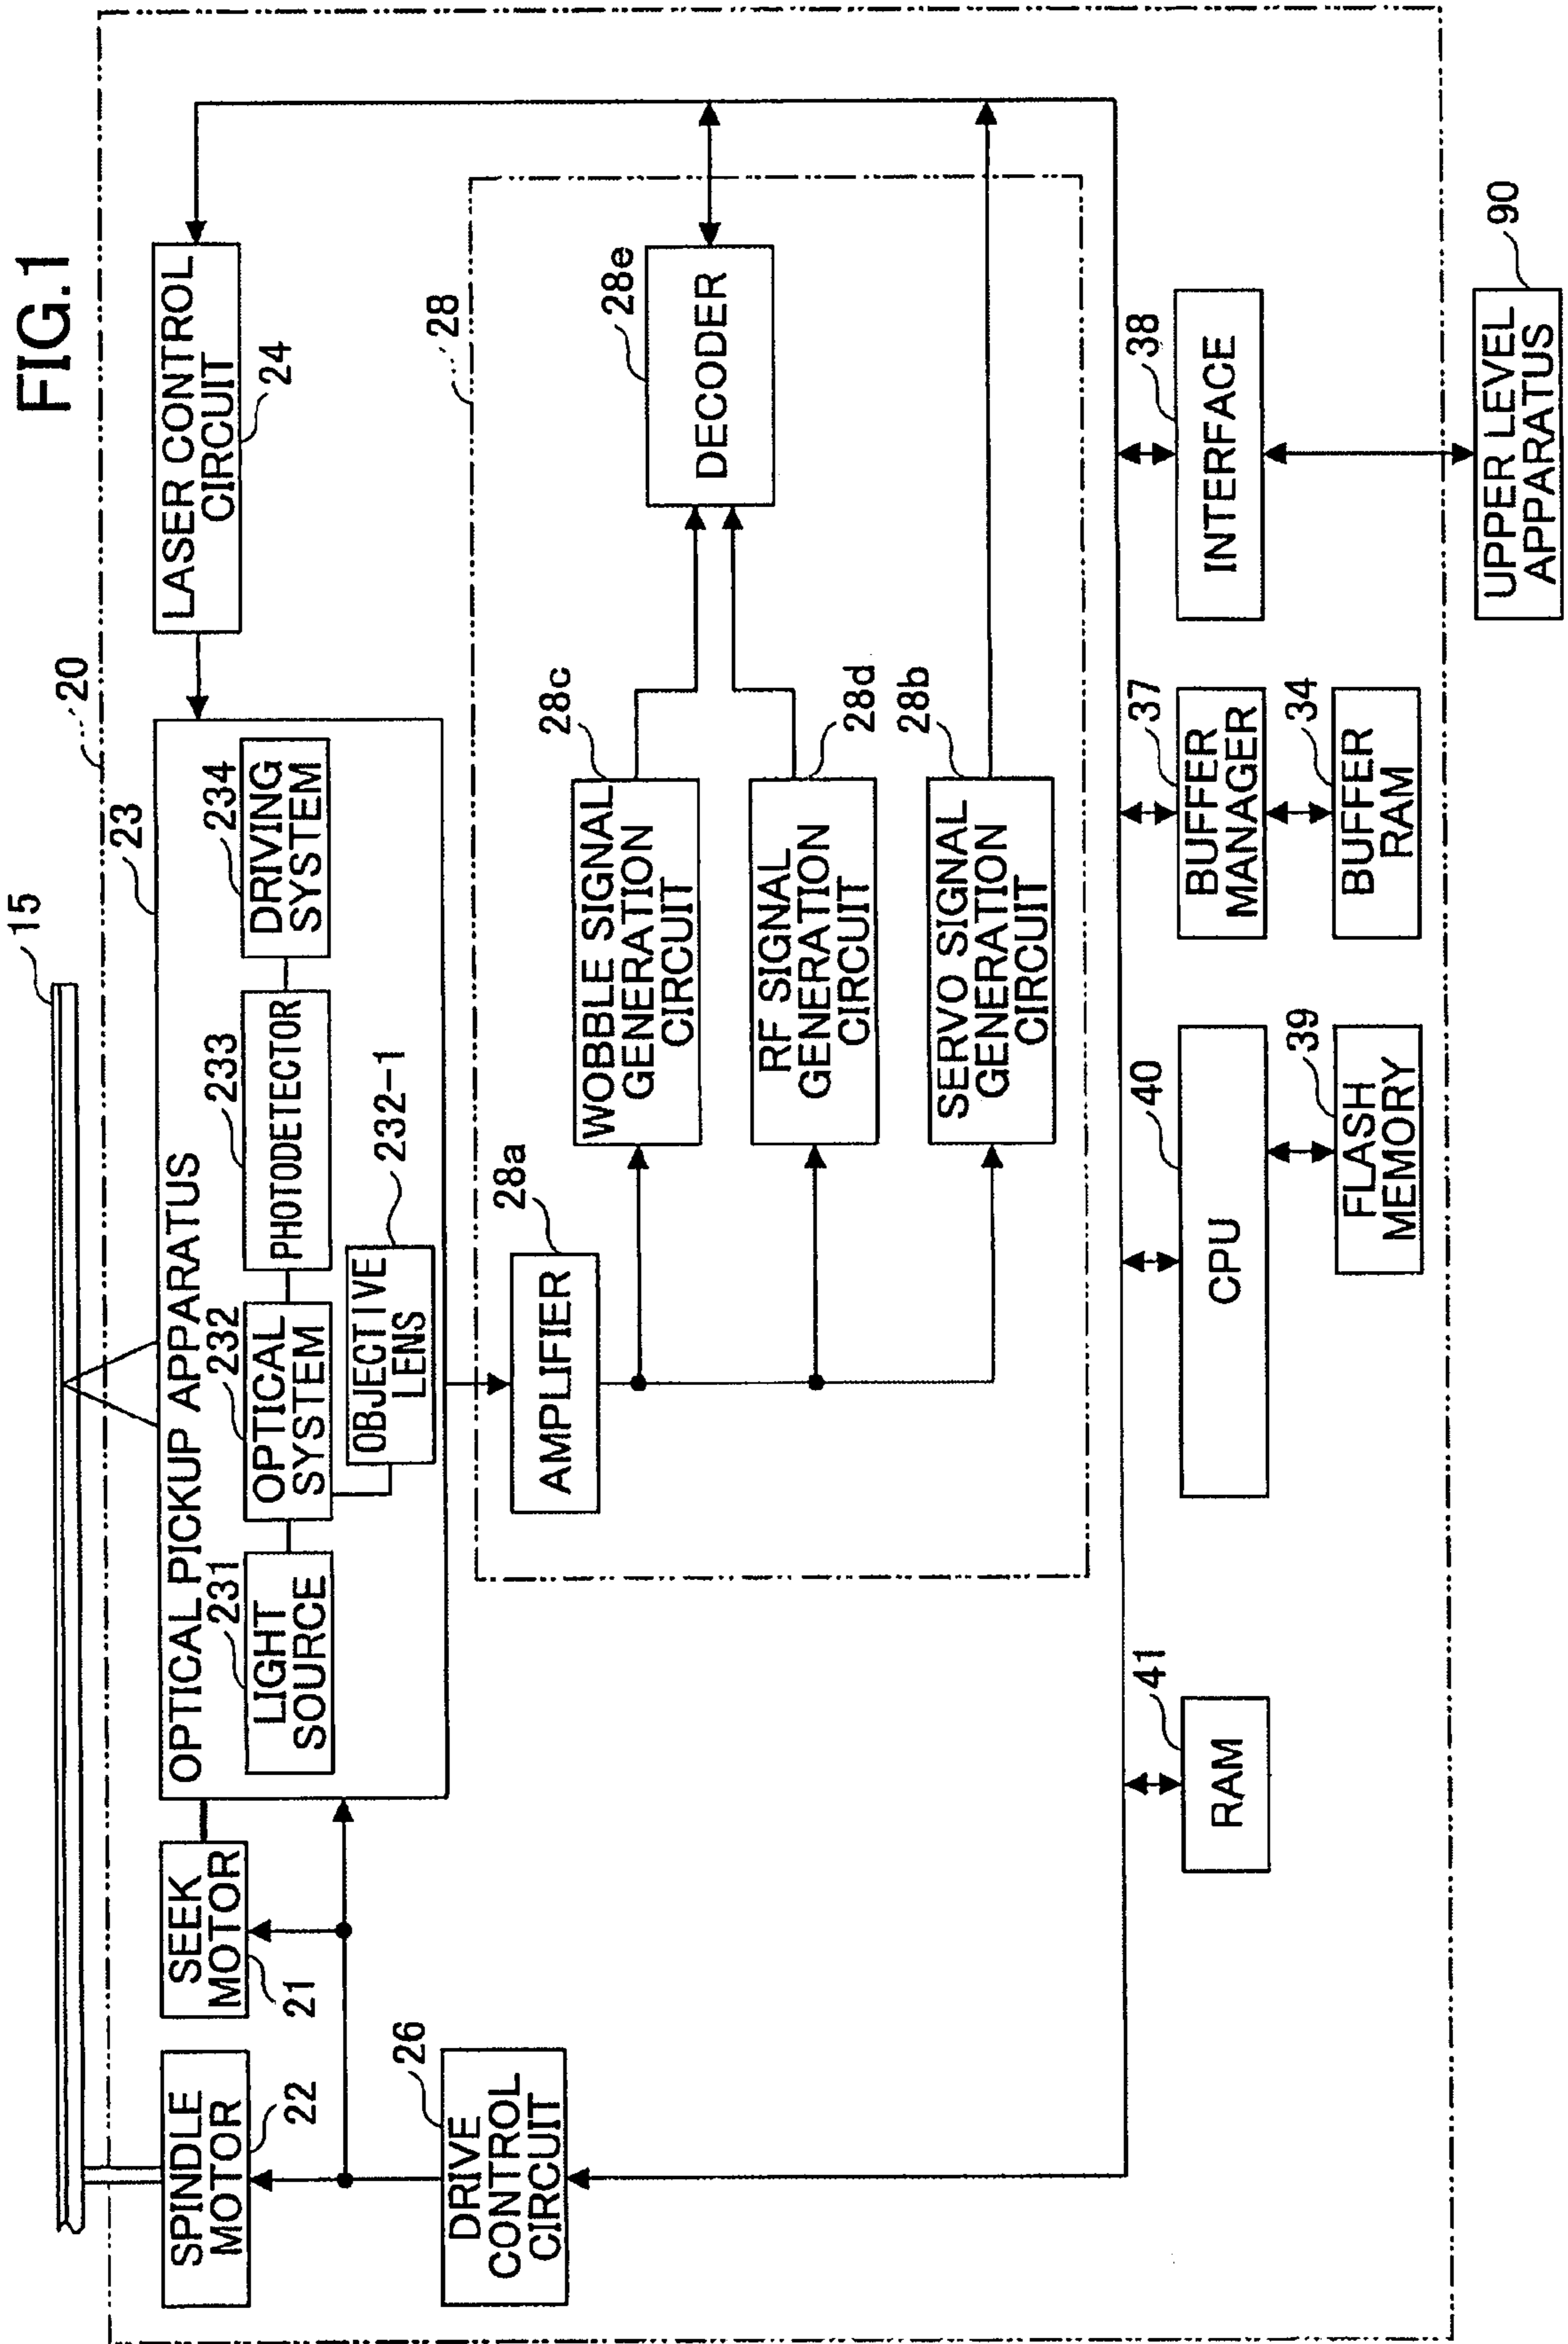 FIG.1
15
20
23
OPTICAL PICKUP APPARATUS
231
LIGHT
SOURCE
232
OPTICAL
SYSTEM
233
PHOTODETECTOR
234
DRIVING
SYSTEM
OBJECTIVE
LENS
232-1
LASER CONTROL
CIRCUIT
24
SPINDLE
MOTOR
22
SEEK
MOTOR
21
26
DRIVE
CONTROL
CIRCUIT
28
28a
AMPLIFIER
28c
WOBBLE SIGNAL
GENERATION
CIRCUIT
28d
RF SIGNAL
GENERATION
CIRCUIT
28b
SERVO SIGNAL
GENERATION
CIRCUIT
28e
DECODER
41
RAM
40
CPU
39
FLASH
MEMORY
37
BUFFER
MANAGER
34
BUFFER
RAM
38
INTERFACE
90
UPPER LEVEL
APPARATUS